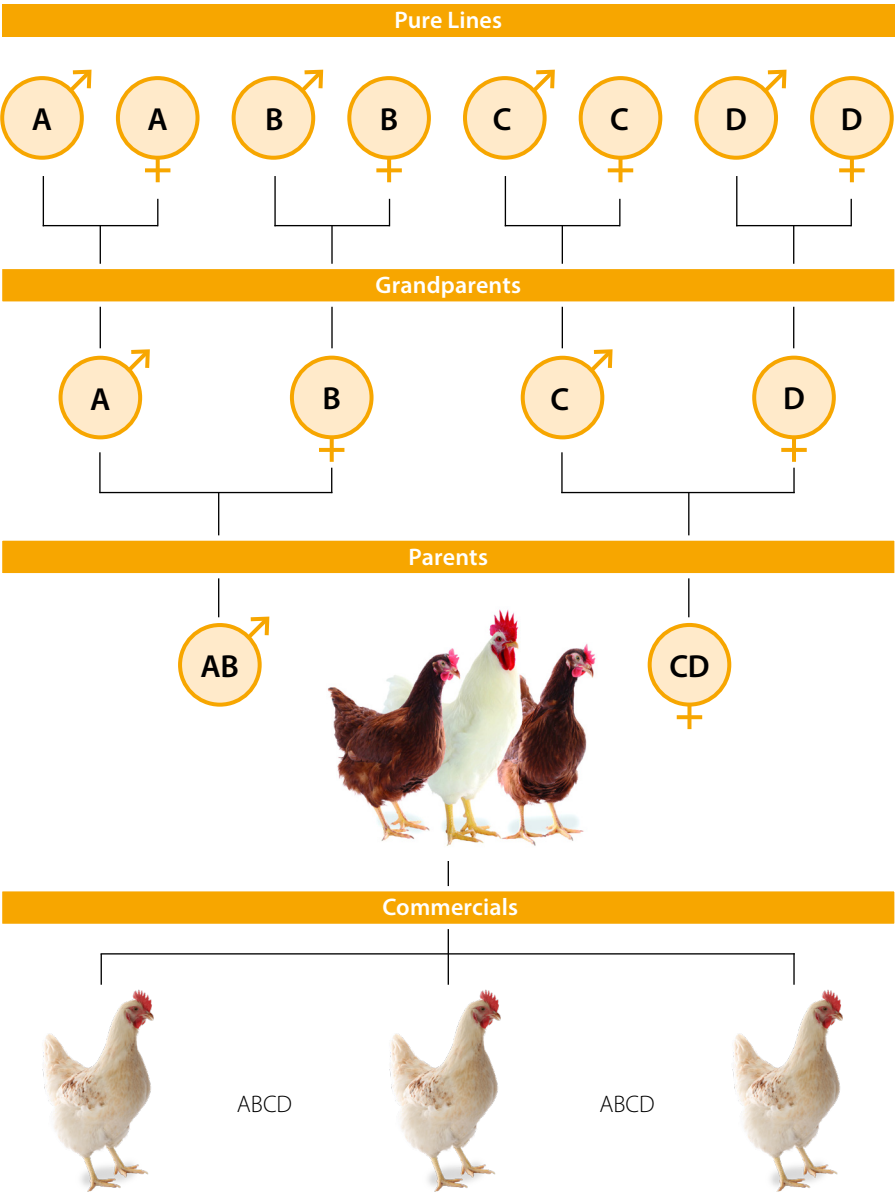 Pure Lines
A A B B C C D D
Grandparents
A B C D
Parents
AB CD
Commercials
ABCD ABCD